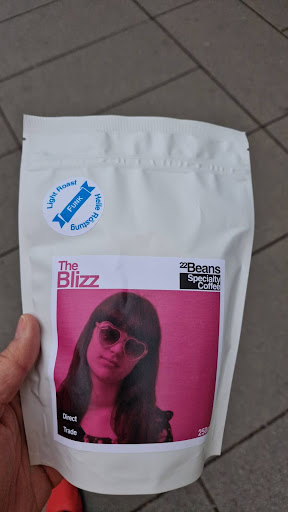 Light Roast
Funk
Helle Röstung
The
Blizz
22Beans
Specialty
Coffee
Direct
Trade